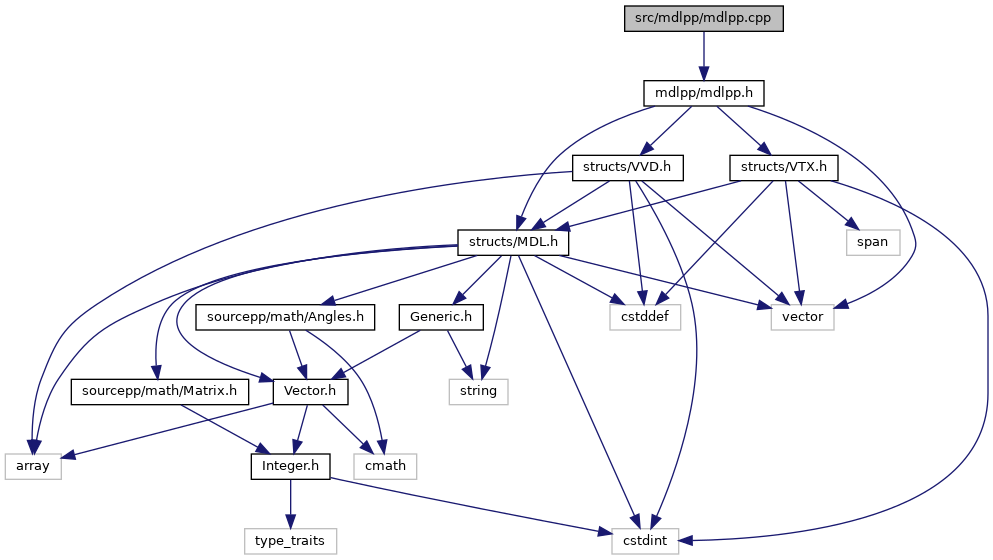 src/mdlpp/mdlpp.cpp
mdlpp/mdlpp.h
structs/VVD.h
structs/VTX.h
structs/MDL.h
span
sourcepp/math/Angles.h
Generic.h
cstddef
vector
sourcepp/math/Matrix.h
Vector.h
string
array
Integer.h
cmath
type_traits
cstdint